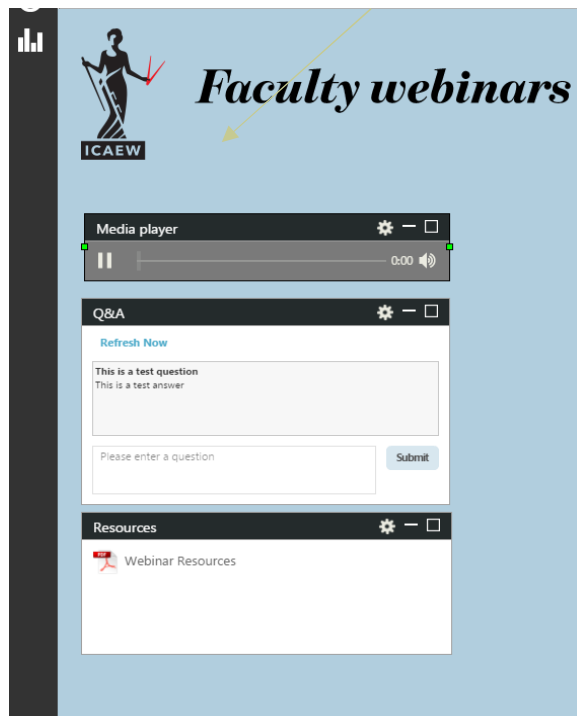 Faculty webinars
ICAEW
Media player
0:00
Q&A
Refresh Now
This is a test question
This is a test answer
Please enter a question
Submit
Resources
PDF
Webinar Resources